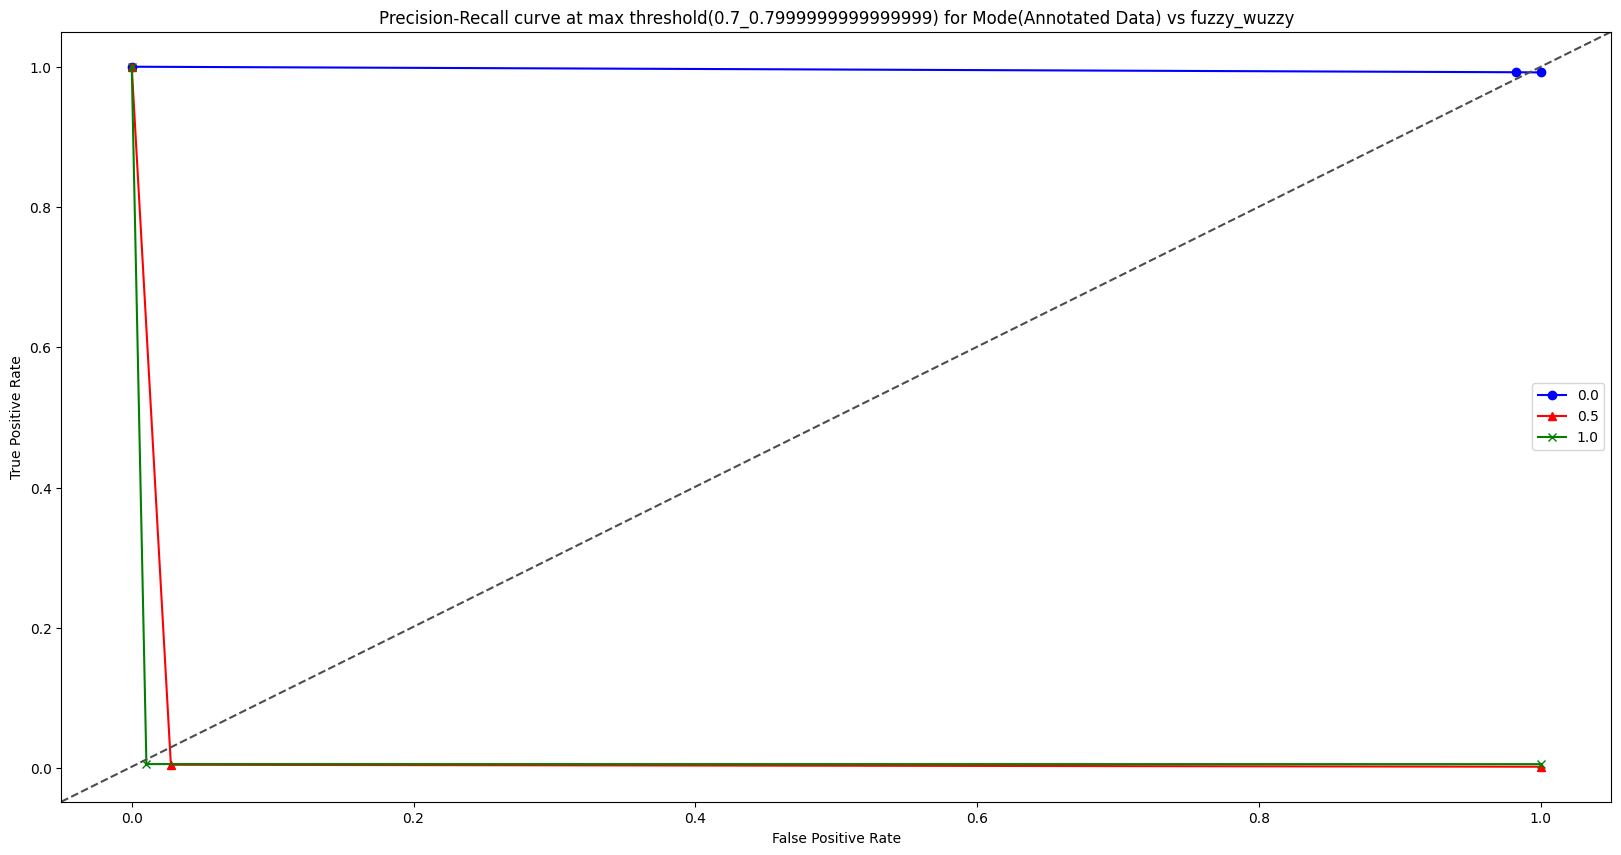 Precision-Recall curve at max threshold(0.7_0.7999999999999999) for Mode(Annotated Data) vs fuzzy_wuzzy
1.0
0.8
0.6
0.4
0.2
0.0
True Positive Rate
0.0
0.5
1.0
0.0 0.2 0.4 0.6 0.8 1.0
False Positive Rate